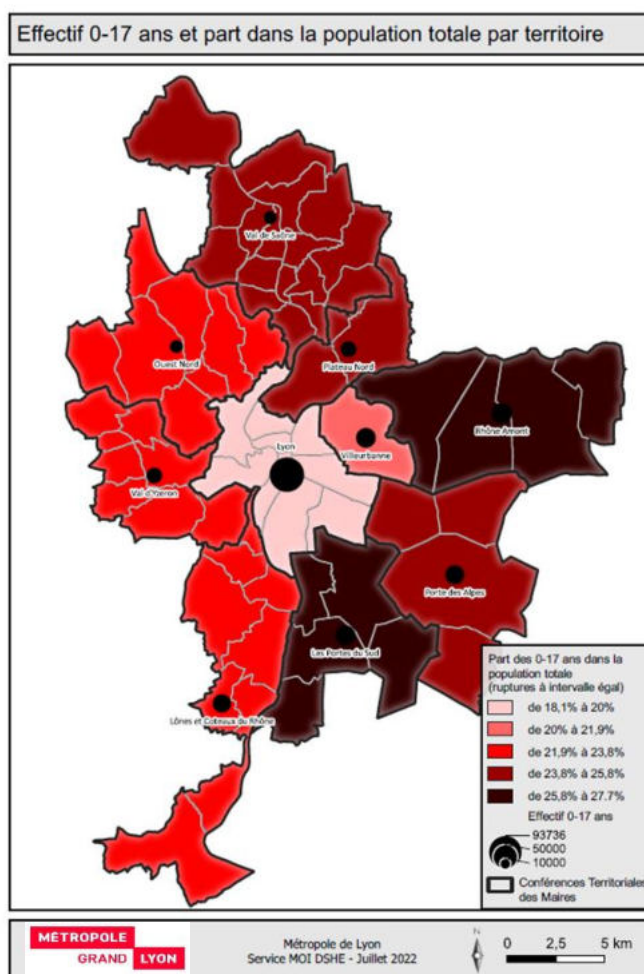 Effectif 0-17 ans et part dans la population totale par territoire
Val de Saône
Ouest Nord
Plateau Nord
Rhône Amont
Lyon
Villeurbanne
Val d'Yzeron
Porte des Alpes
Les Portes du Sud
Lônes et Coteaux du Rhône
Part des 0-17 ans dans la
population totale
(ruptures à intervalle égal)
de 18,1% à 20%
de 20% à 21,9%
de 21,9% à 23,8%
de 23,8% à 25,8%
de 25,8% à 27.7%
Effectif 0-17 ans
93736
50000
10000
Conférences Territoriales
des Maires
MÉTROPOLE
GRAND LYON
Métropole de Lyon
Service MOI DSHE - Juillet 2022
N
0 2,5 5 km